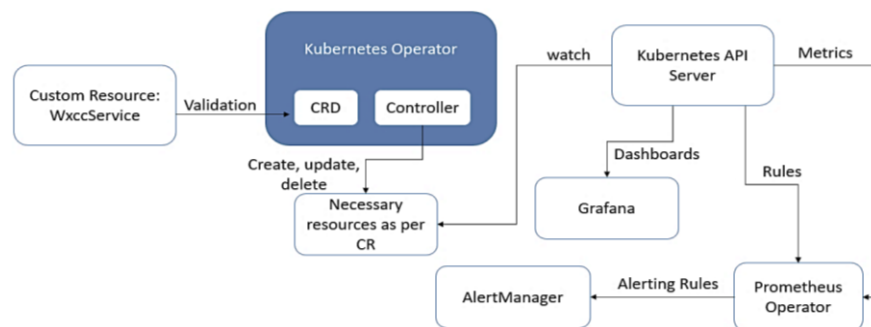 Kubernetes Operator
watch
Kubernetes API
Server
Metrics
Custom Resource:
WxccService
Validation
CRD
Controller
Create, update,
delete
Dashboards
Rules
Necessary
resources as per
CR
Grafana
AlertManager
Alerting Rules
Prometheus
Operator